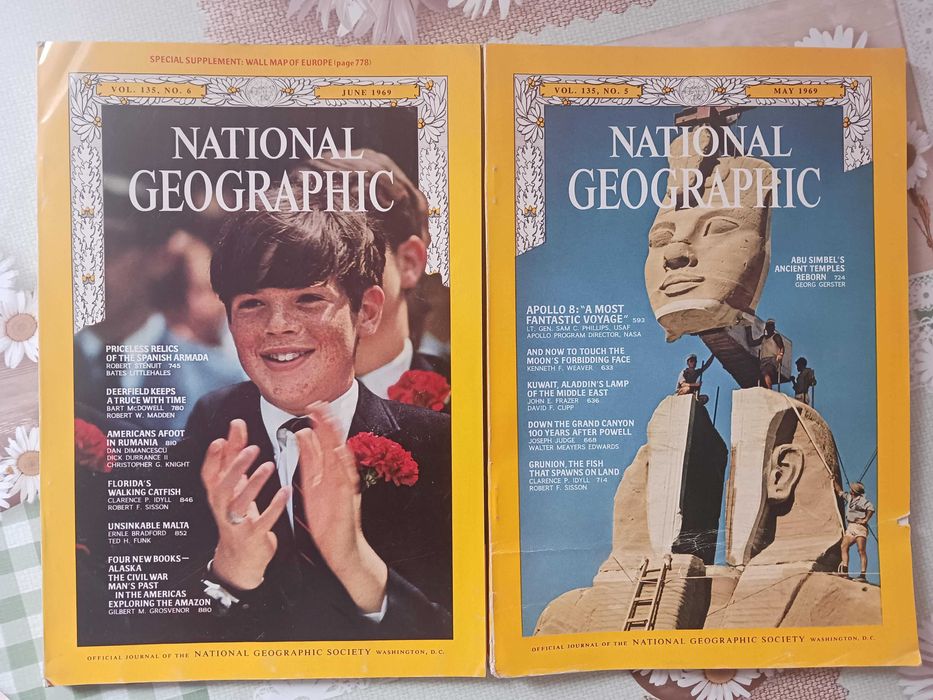 SPECIAL SUPPLEMENT: WALL MAP OF EUROPE (page 778)
VOL. 135, NO. 6
JUNE 1969
NATIONAL
GEOGRAPHIC
PRICELESS RELICS
OF THE SPANISH ARMADA
ROBERT STENUIT 745
BATES LITTLEHALES
DEERFIELD KEEPS
A TRUCE WITH TIME
BART McDOWELL 780
ROBERT W. MADDEN
AMERICANS AFOOT
IN RUMANIA 810
DAN DIMANCESCU
DICK DURRANCE II
CHRISTOPHER G. KNIGHT
FLORIDA'S
WALKING CATFISH
CLARENCE P. IDYLL 846
ROBERT F. SISSON
UNSINKABLE MALTA
ERNLE BRADFORD 852
TED H. FUNK
FOUR NEW BOOKS—
ALASKA
THE CIVIL WAR
MAN'S PAST
IN THE AMERICAS
EXPLORING THE AMAZON
GILBERT M. GROSVENOR 880
OFFICIAL JOURNAL OF THE NATIONAL GEOGRAPHIC SOCIETY WASHINGTON, D.C.
VOL. 135, NO. 5
MAY 1969
NATIONAL
GEOGRAPHIC
ABU SIMBEL'S
ANCIENT TEMPLES
REBORN 724
GEORG GERSTER
APOLLO 8: "A MOST
FANTASTIC VOYAGE" 593
LT. GEN. SAM C. PHILLIPS, USAF
APOLLO PROGRAM DIRECTOR, NASA
AND NOW TO TOUCH THE
MOON'S FORBIDDING FACE
KENNETH F. WEAVER 633
KUWAIT, ALADDIN'S LAMP
OF THE MIDDLE EAST
JOHN E. FRAZER 636
DAVID F. CUPP
DOWN THE GRAND CANYON
100 YEARS AFTER POWELL
JOSEPH JUDGE 668
WALTER MEAYERS EDWARDS
GRUNION, THE FISH
THAT SPAWNS ON LAND
CLARENCE P. IDYLL 714
ROBERT F. SISSON
OFFICIAL JOURNAL OF THE NATIONAL GEOGRAPHIC SOCIETY WASHINGTON, D.C.